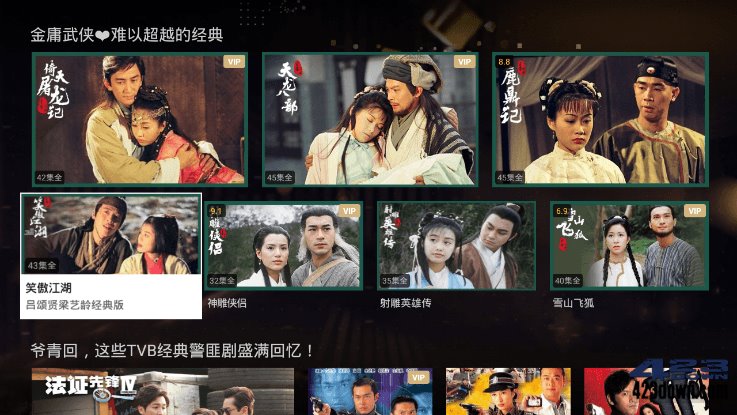 金庸武侠❤难以超越的经典
倚天屠龙记
VIP
42集全
天龙八部
VIP
45集全
8.8
鹿鼎记
45集全
笑傲江湖
43集全
笑傲江湖
吕颂贤梁艺龄经典版
9.1
雕侠侣
32集全
神雕侠侣
射雕英雄传
35集全
射雕英雄传
6.9
雪山飞狐
VIP
40集全
雪山飞狐
爷青回，这些TVB经典警匪剧盛满回忆！
法证先锋IV
VIP
423
423down.com